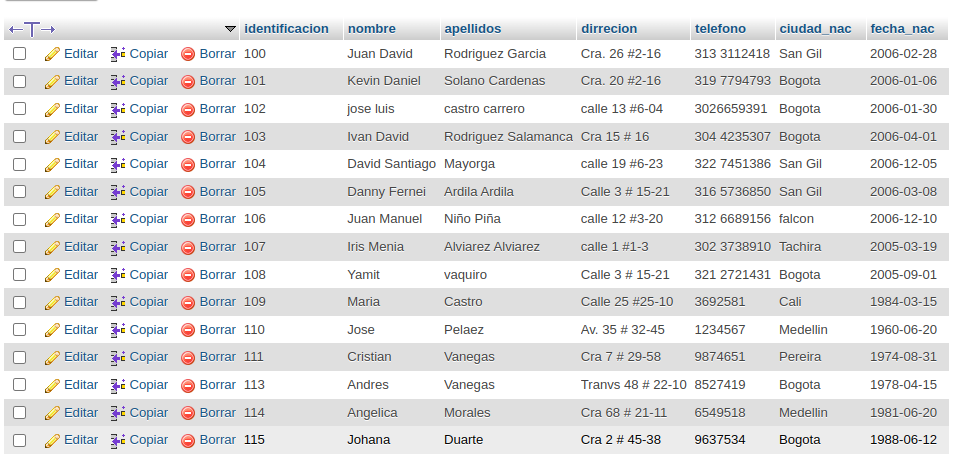 identificacion nombre apellidos dirrecion telefono ciudad_nac fecha_nac
Editar Copiar Borrar 100 Juan David Rodriguez Garcia Cra. 26 #2-16 313 3112418 San Gil 2006-02-28
Editar Copiar Borrar 101 Kevin Daniel Solano Cardenas Cra. 20 #2-16 319 7794793 Bogota 2006-01-06
Editar Copiar Borrar 102 jose luis castro carrero calle 13 #6-04 3026659391 Bogota 2006-01-30
Editar Copiar Borrar 103 Ivan David Rodriguez Salamanca Cra 15 # 16 304 4235307 Bogota 2006-04-01
Editar Copiar Borrar 104 David Santiago Mayorga calle 19 #6-23 322 7451386 San Gil 2006-12-05
Editar Copiar Borrar 105 Danny Fernei Ardila Ardila Calle 3 # 15-21 316 5736850 San Gil 2006-03-08
Editar Copiar Borrar 106 Juan Manuel Niño Piña calle 12 #3-20 312 6689156 falcon 2006-12-10
Editar Copiar Borrar 107 Iris Menia Alviarez Alviarez calle 1 #1-3 302 3738910 Tachira 2005-03-19
Editar Copiar Borrar 108 Yamit vaquiro Calle 3 # 15-21 321 2721431 Bogota 2005-09-01
Editar Copiar Borrar 109 Maria Castro Calle 25 #25-10 3692581 Cali 1984-03-15
Editar Copiar Borrar 110 Jose Pelaez Av. 35 # 32-45 1234567 Medellin 1960-06-20
Editar Copiar Borrar 111 Cristian Vanegas Cra 7 # 29-58 9874651 Pereira 1974-08-31
Editar Copiar Borrar 113 Andres Vanegas Tranvs 48 # 22-10 8527419 Bogota 1978-04-15
Editar Copiar Borrar 114 Angelica Morales Cra 68 # 21-11 6549518 Medellin 1981-06-20
Editar Copiar Borrar 115 Johana Duarte Cra 2 # 45-38 9637534 Bogota 1988-06-12